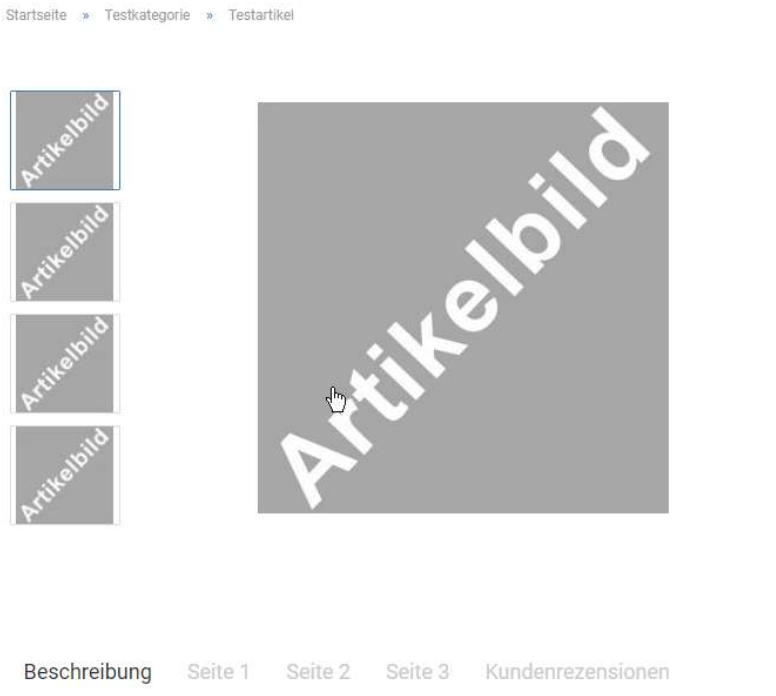 Startseite » Testkategorie » Testartikel
Artikelbild
Artikelbild
Artikelbild
Artikelbild
Artikelbild
Beschreibung Seite 1 Seite 2 Seite 3 Kundenrezensionen